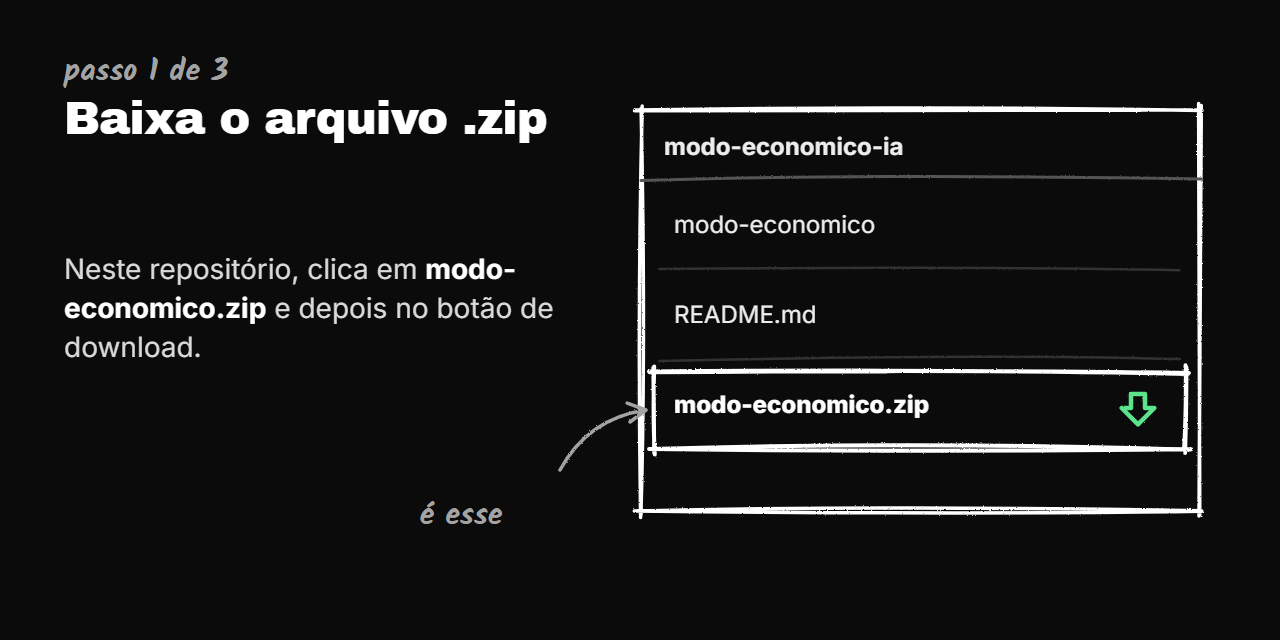 passo 1 de 3
Baixa o arquivo .zip
Neste repositório, clica em modo-
economico.zip e depois no botão de
download.
é esse
modo-economico-ia
modo-economico
README.md
modo-economico.zip